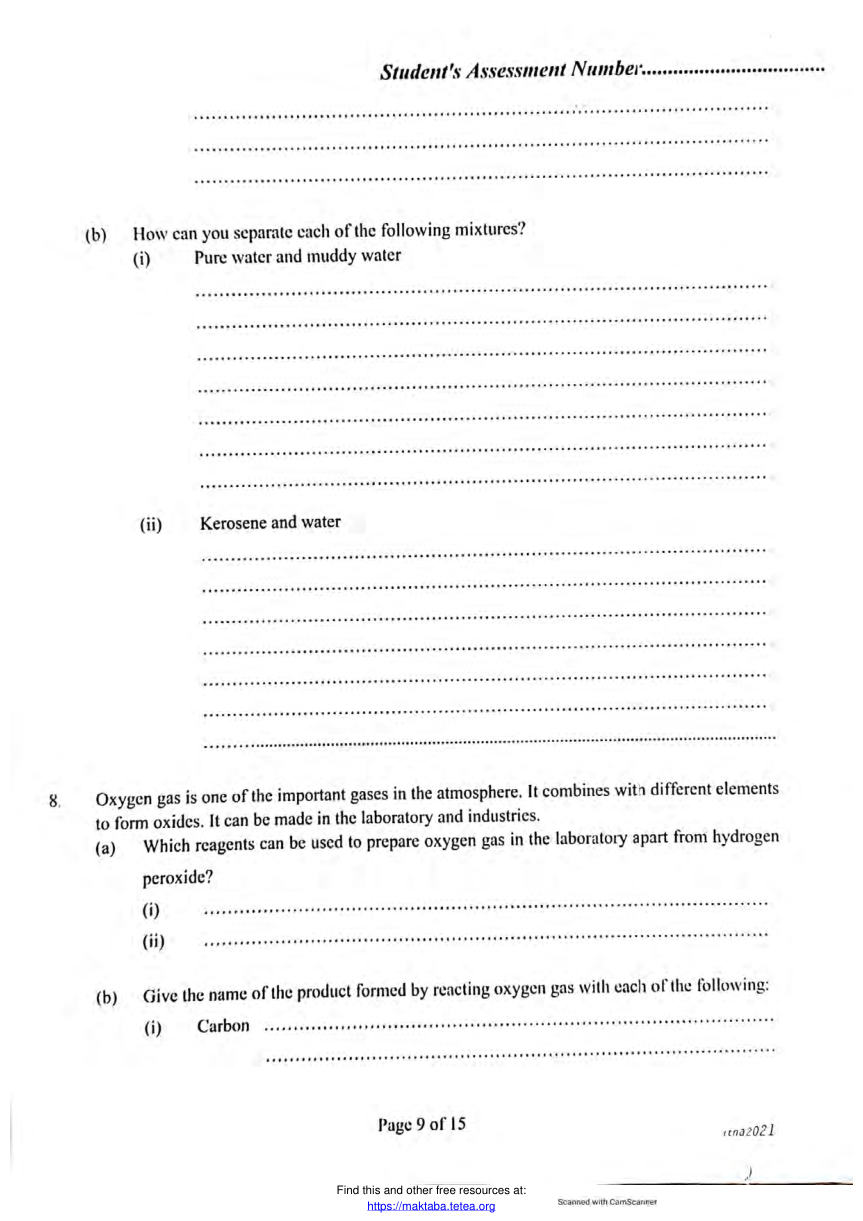 Student's Assessment Number....................................
..........................................................................................
..........................................................................................
..........................................................................................
(b) How can you separate each of the following mixtures?
(i) Pure water and muddy water
..........................................................................................
..........................................................................................
..........................................................................................
..........................................................................................
..........................................................................................
..........................................................................................
..........................................................................................
(ii) Kerosene and water
..........................................................................................
..........................................................................................
..........................................................................................
..........................................................................................
..........................................................................................
..........................................................................................
..........................................................................................
8. Oxygen gas is one of the important gases in the atmosphere. It combines with different elements
to form oxides. It can be made in the laboratory and industries.
(a) Which reagents can be used to prepare oxygen gas in the laboratory apart from hydrogen
peroxide?
(i) ..........................................................................................
(ii) ..........................................................................................
(b) Give the name of the product formed by reacting oxygen gas with each of the following:
(i) Carbon ................................................................................
................................................................................
Page 9 of 15
ftna2021
Find this and other free resources at:
https://maktaba.tetea.org
Scanned with CamScanner